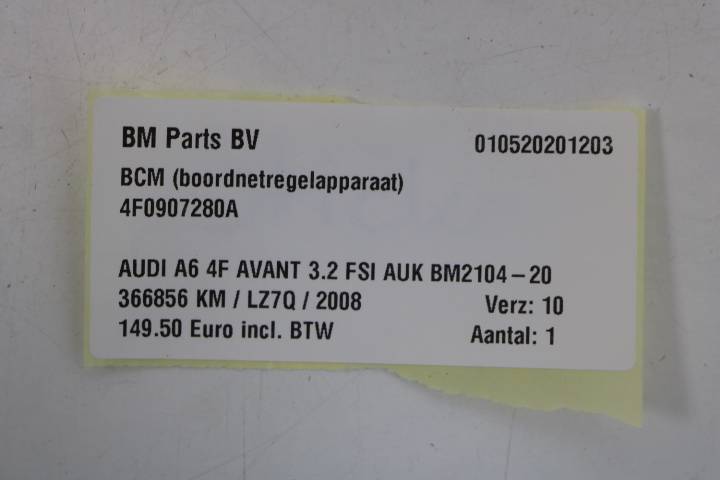 BM Parts BV 010520201203
BCM (boordnetregelapparaat)
4F0907280A
AUDI A6 4F AVANT 3.2 FSI AUK BM2104-20
366856 KM / LZ7Q / 2008 Verz: 10
149.50 Euro incl. BTW Aantal: 1